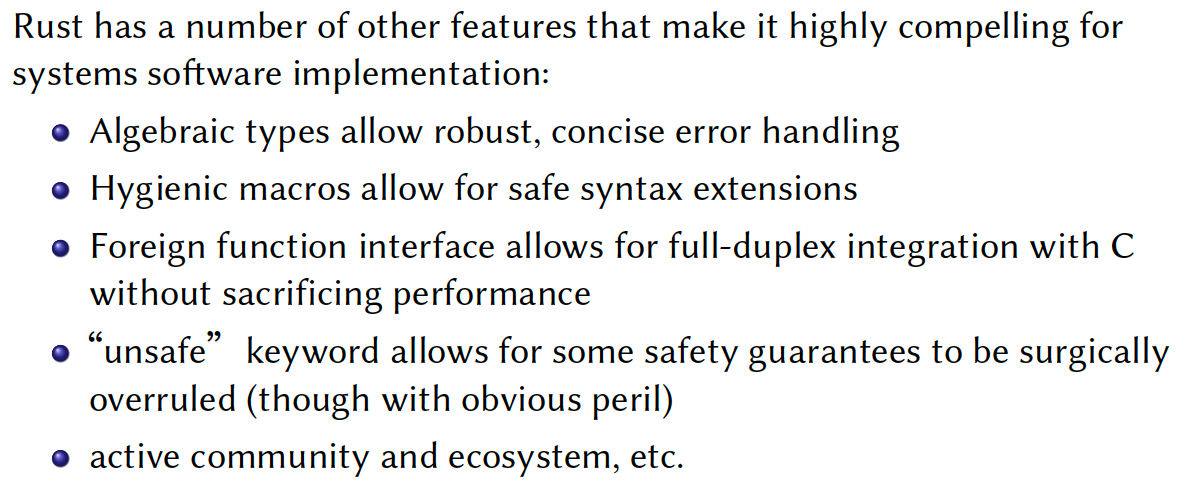 Rust has a number of other features that make it highly compelling for
systems software implementation:
Algebraic types allow robust, concise error handling
Hygienic macros allow for safe syntax extensions
Foreign function interface allows for full-duplex integration with C
without sacrificing performance
“unsafe” keyword allows for some safety guarantees to be surgically
overruled (though with obvious peril)
active community and ecosystem, etc.